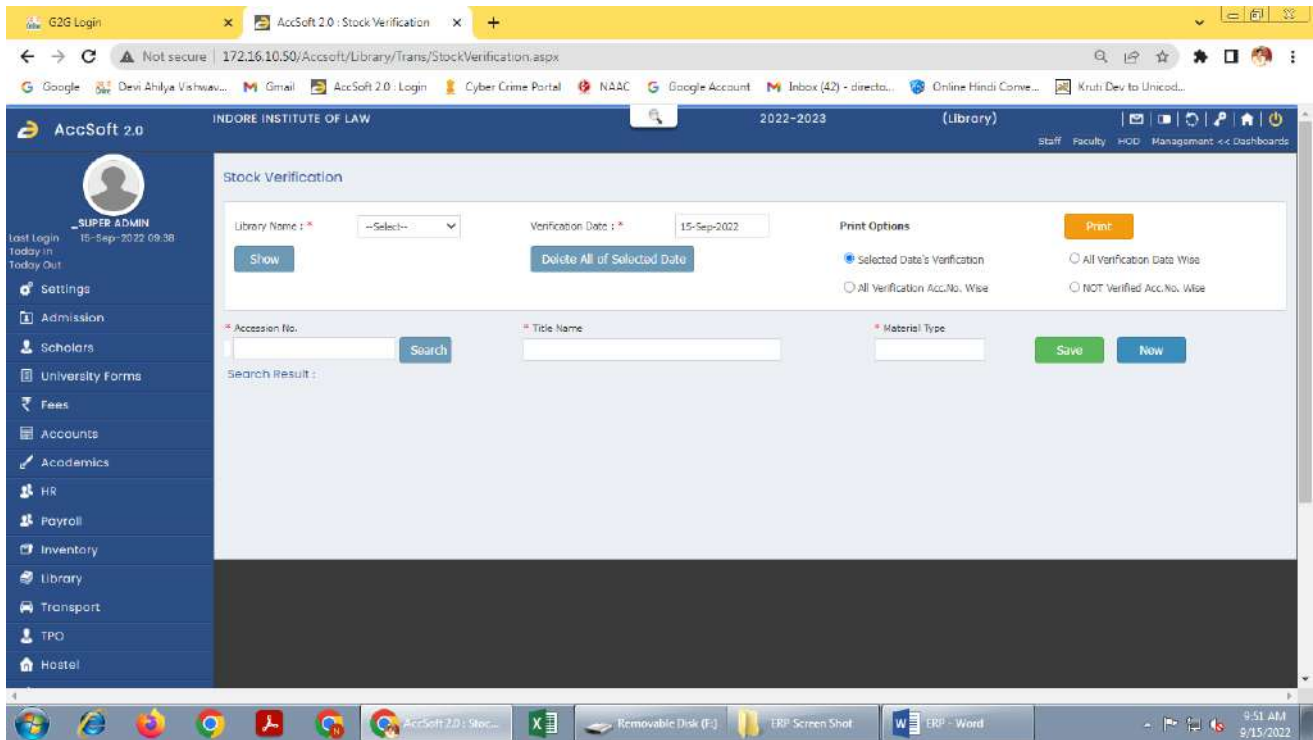 G2G Login
AccSoft 2.0 : Stock Verification
Not secure 172.16.10.50/Accsoft/Library/Trans/StockVerification.aspx
Google Devi Ahilya Vishwav... Gmail AccSoft 2.0 : Login Cyber Crime Portal NAAC Google Account Inbox (42) - directo... Online Hindi Conve... Kruti Dev to Unicod...
AccSoft 2.0
INDORE INSTITUTE OF LAW 2022-2023 (Library)
Staff Faculty HOD Management << Dashboards
_SUPER ADMIN
Last Login 15-Sep-2022 09:38
Today In
Today Out
Settings
Admission
Scholars
University Forms
Fees
Accounts
Academics
HR
Payroll
Inventory
Library
Transport
TPO
Hostel
Stock Verification
Library Name : * --Select-- Verification Date : * 15-Sep-2022 Print Options Print
Show Delete All of Selected Date Selected Date's Verification All Verification Date Wise
All Verification Acc.No. Wise NOT Verified Acc.No. Wise
* Accession No. * Title Name * Material Type
Search Save New
Search Result :
AccSoft 2.0 : Stoc... Removable Disk (F:) ERP Screen Shot ERP - Word
9:51 AM
9/15/2022